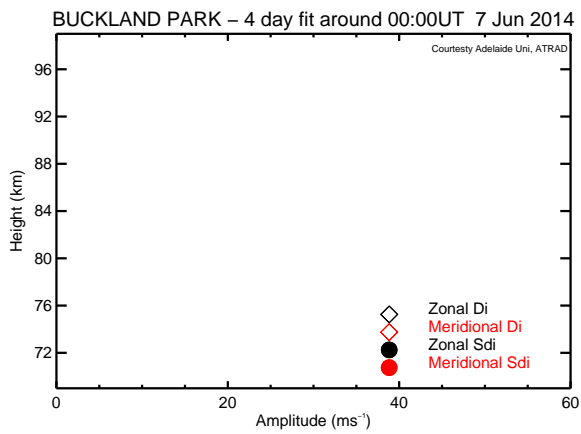 BUCKLAND PARK – 4 day fit around 00:00UT 7 Jun 2014
Courtesty Adelaide Uni, ATRAD
96
92
88
84
80
76
72
Height (km)
Zonal Di
Meridional Di
Zonal Sdi
Meridional Sdi
0 20 40 60
Amplitude (ms⁻¹)